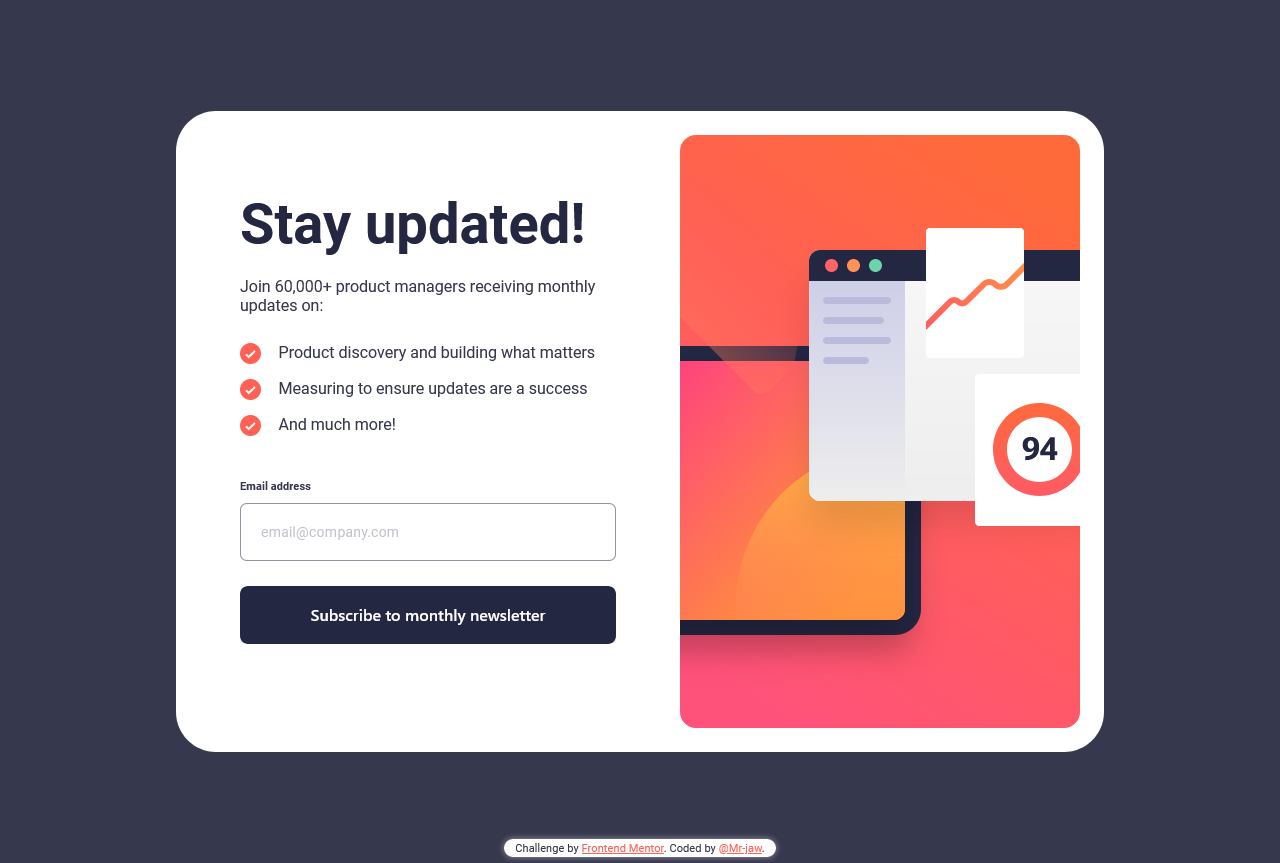 Stay updated!
Join 60,000+ product managers receiving monthly
updates on:
Product discovery and building what matters
Measuring to ensure updates are a success
And much more!
Email address
email@company.com
Subscribe to monthly newsletter
94
Challenge by Frontend Mentor. Coded by @Mr-jaw.